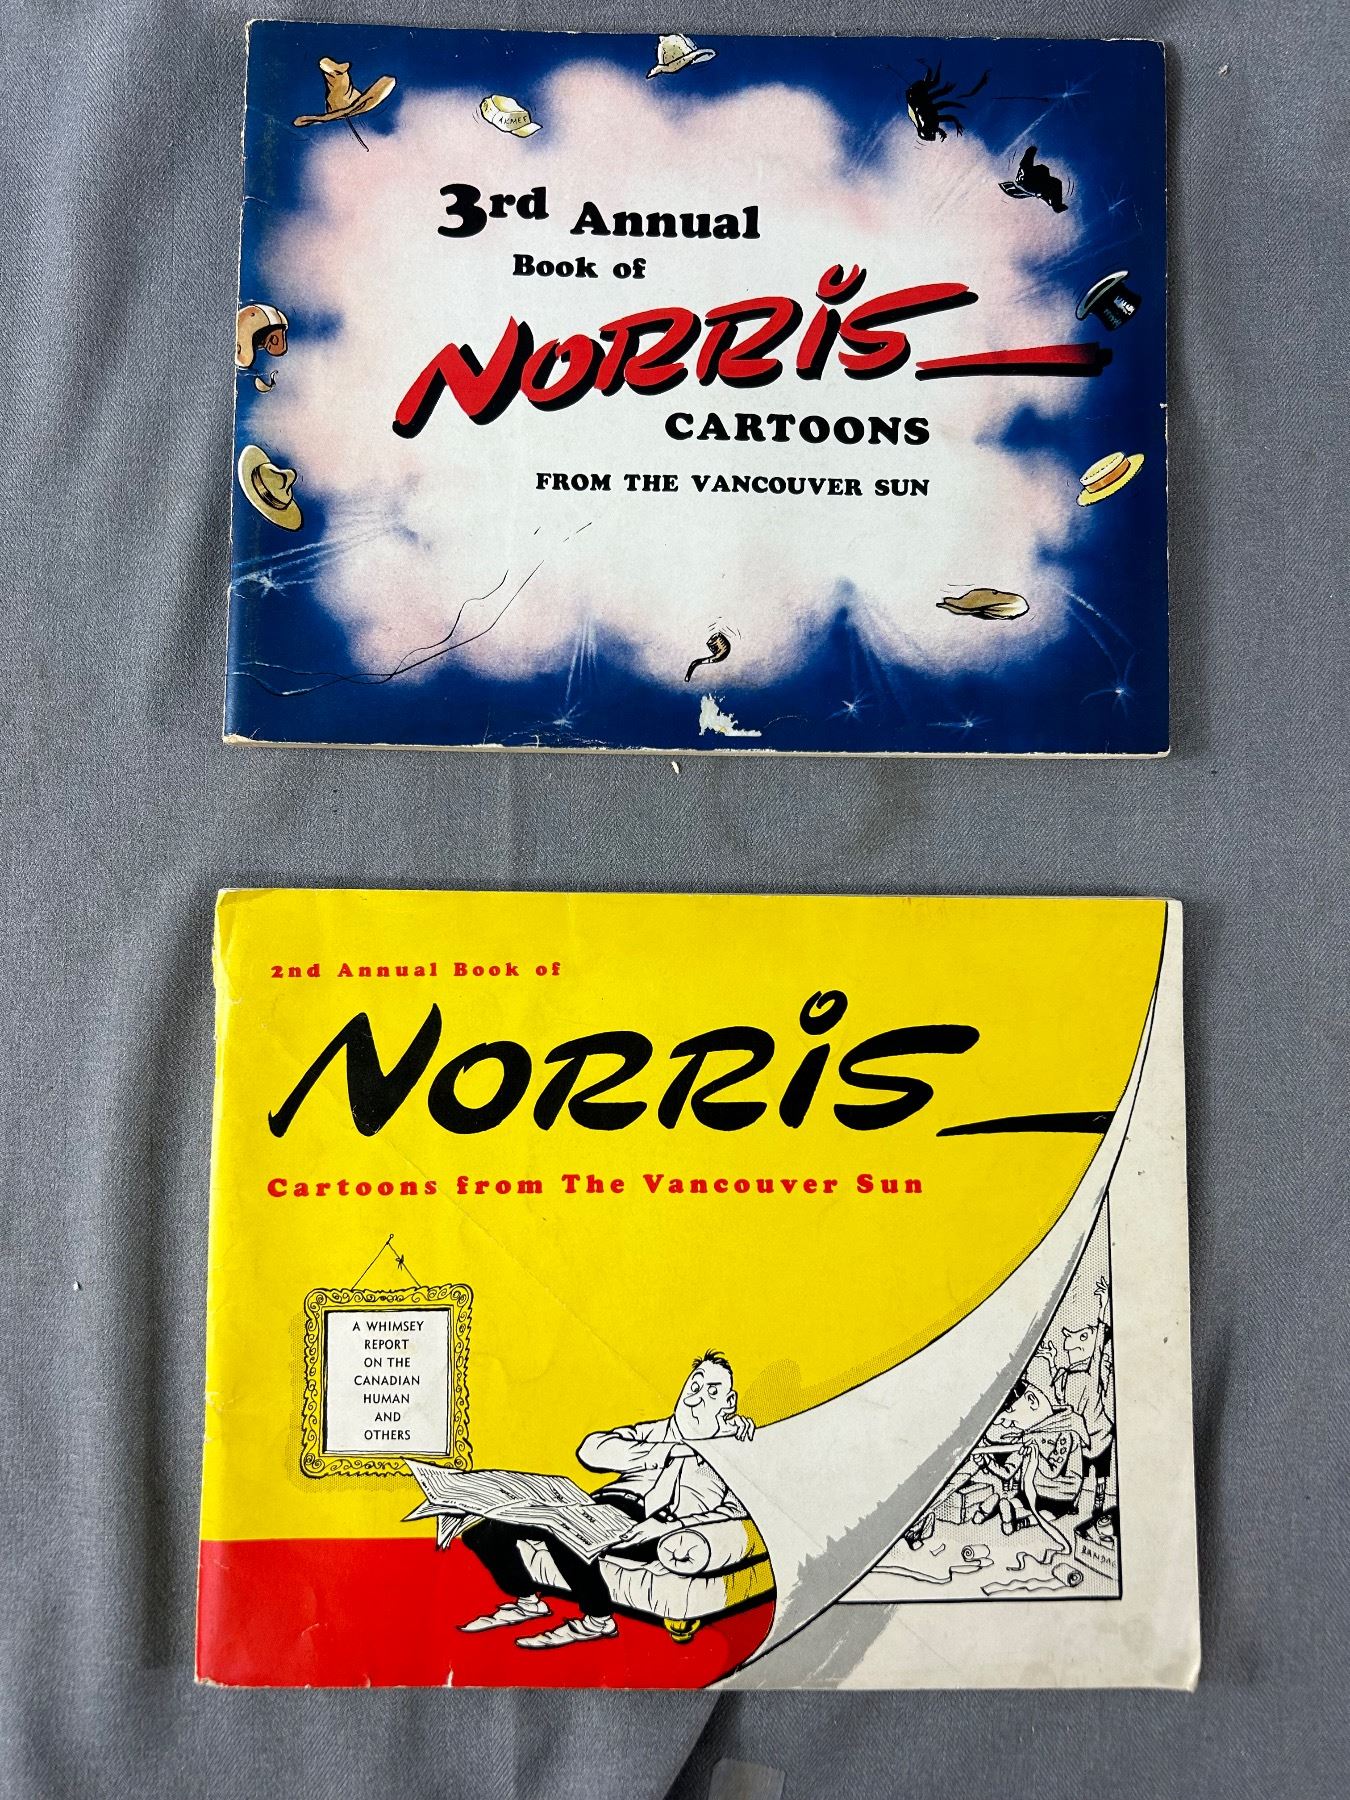 AKMEF
3rd Annual
Book of
NORRiS
CARTOONS
FROM THE VANCOUVER SUN
2nd Annual Book of
NORRiS
Cartoons from The Vancouver Sun
A WHIMSEY
REPORT
ON THE
CANADIAN
HUMAN
AND
OTHERS